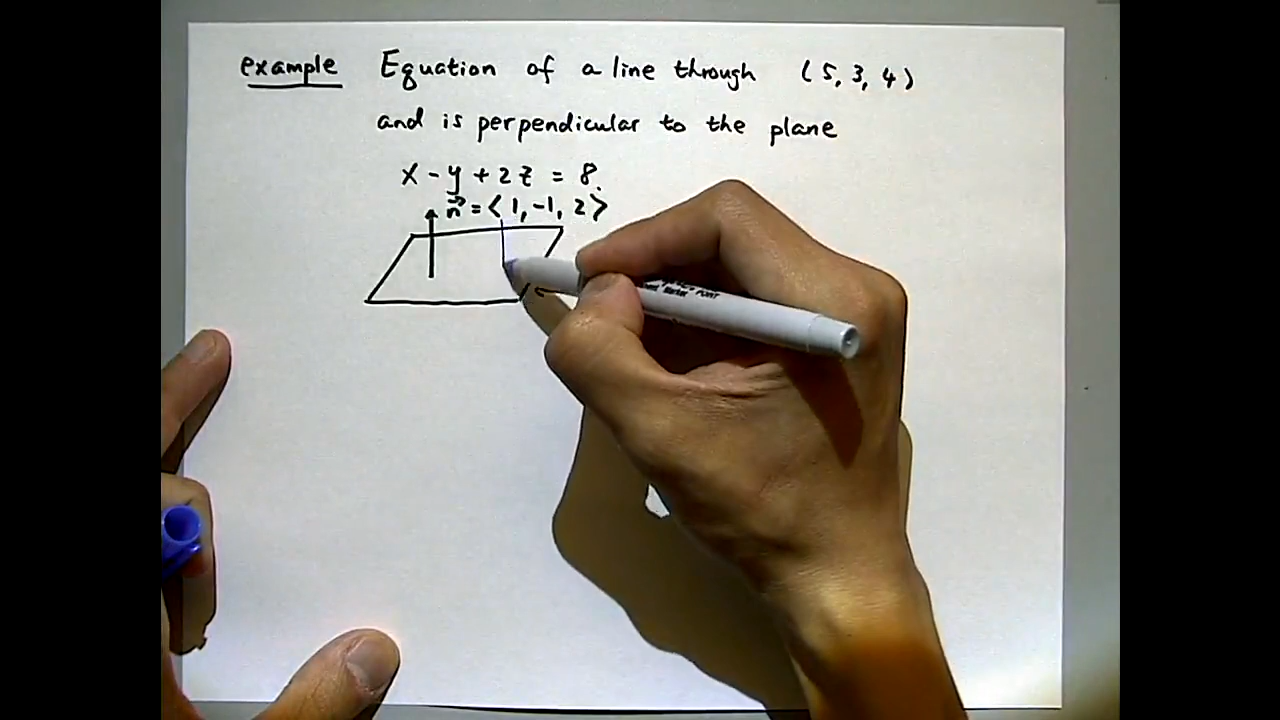 example Equation of a line through (5, 3, 4)
and is perpendicular to the plane
x - y + 2z = 8.
n⃗ = <1, -1, 2>